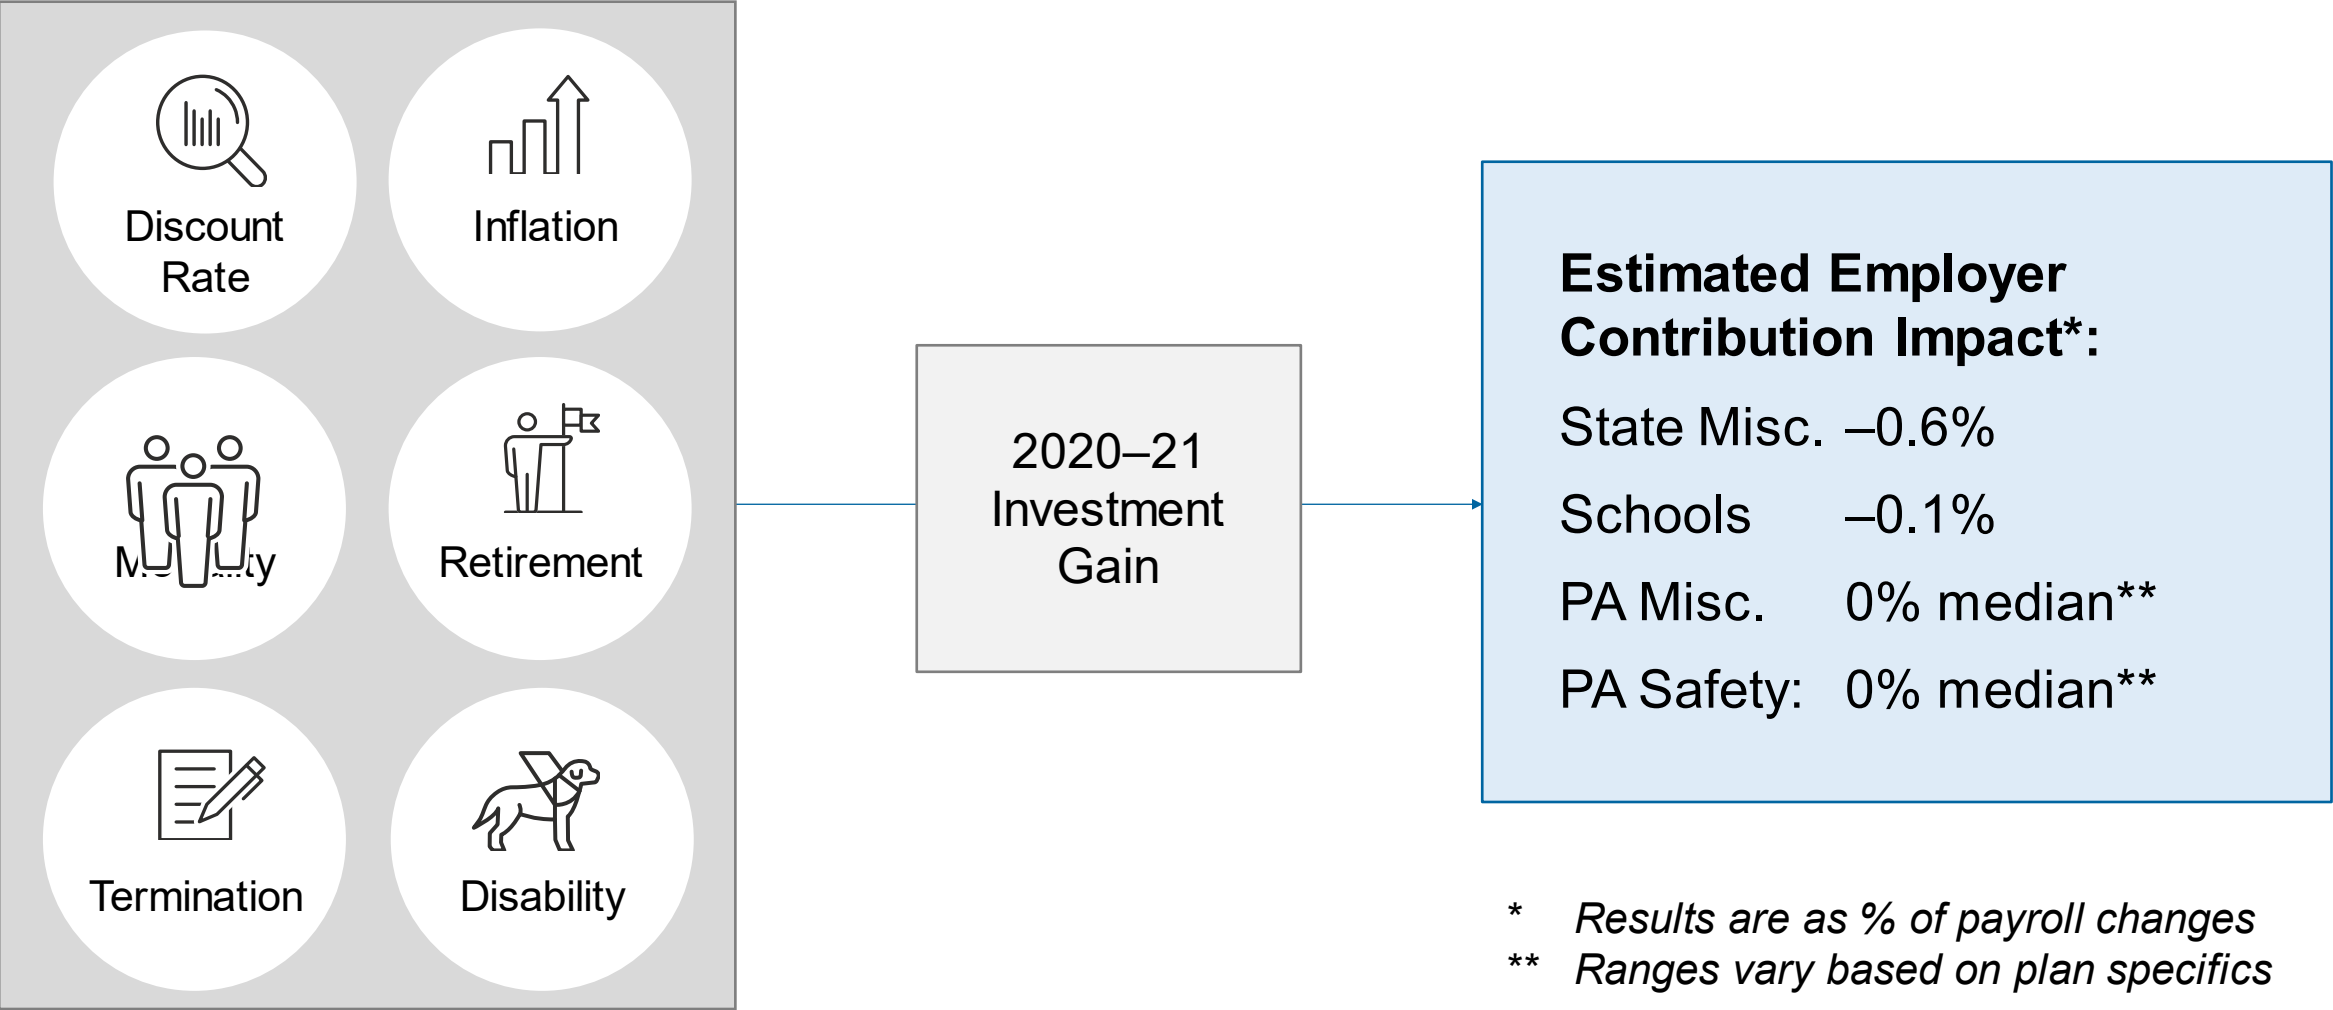 Discount
Rate
Inflation
Retirement
Termination
Disability
2020–21
Investment
Gain
Estimated Employer
Contribution Impact*:
State Misc. –0.6%
Schools –0.1%
PA Misc. 0% median**
PA Safety: 0% median**
* Results are as % of payroll changes
** Ranges vary based on plan specifics